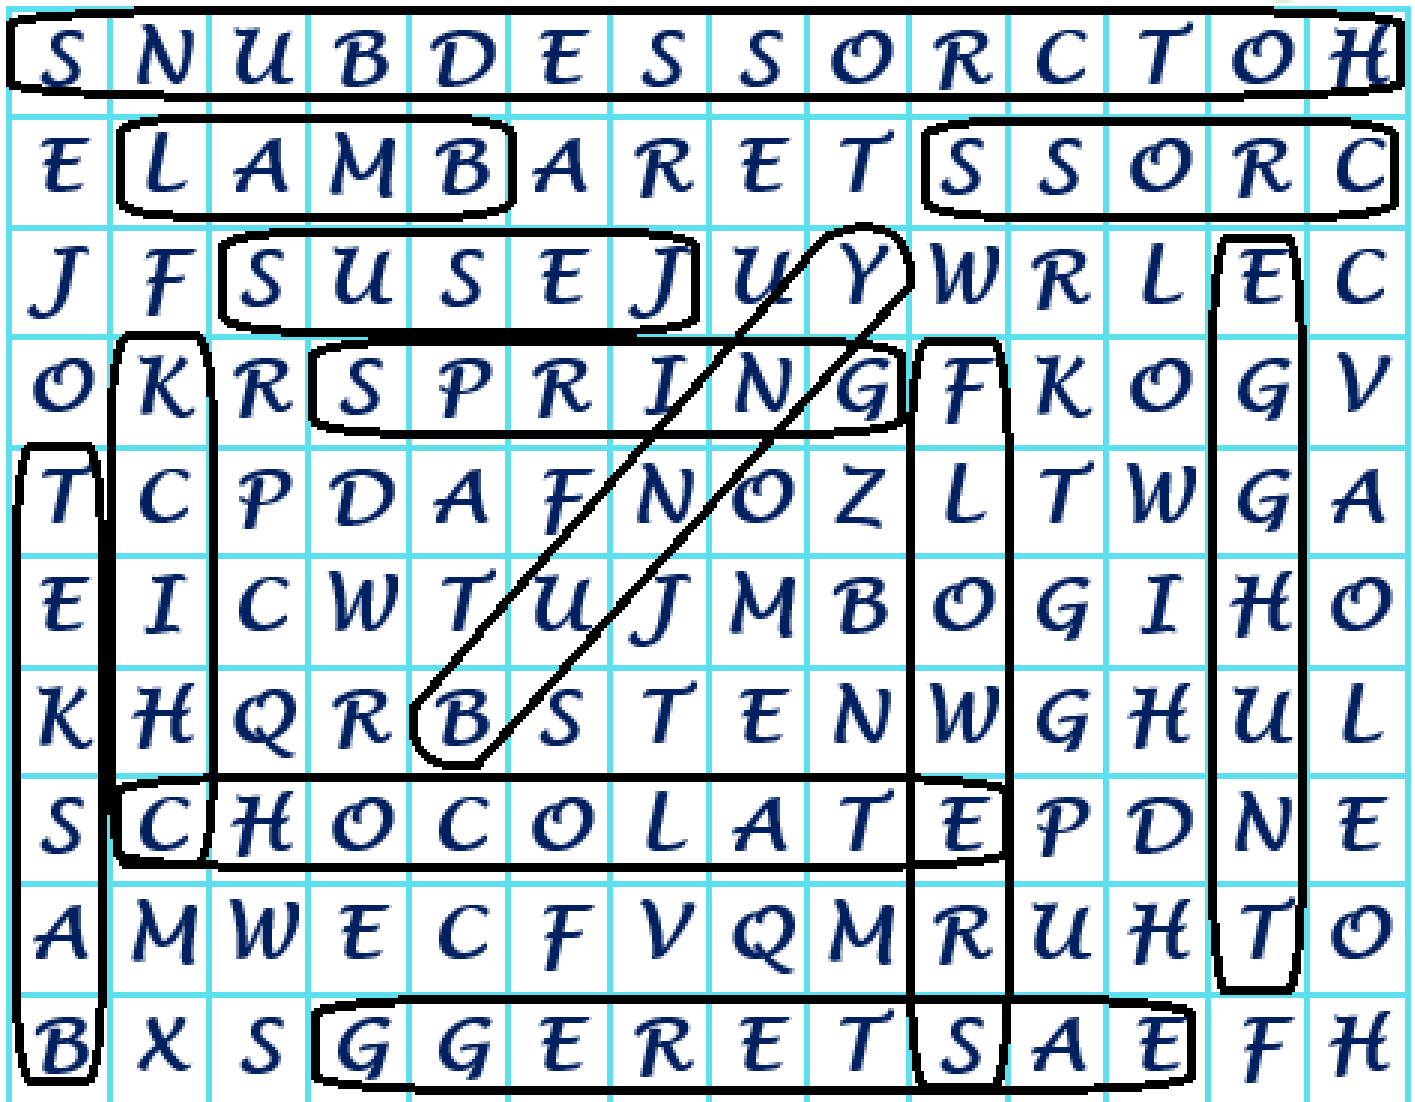 S N U B D E S S O R C T O H
E L A M B A R E T S S O R C
J F S U S E J U Y W R L E C
O K R S P R I N G F K O G V
T C P D A F N O Z L T W G A
E I C W T U J M B O G I H O
K H Q R B S T E N W G H U L
S C H O C O L A T E P D N E
A M W E C F V Q M R U H T O
B X S G G E R E T S A E F H